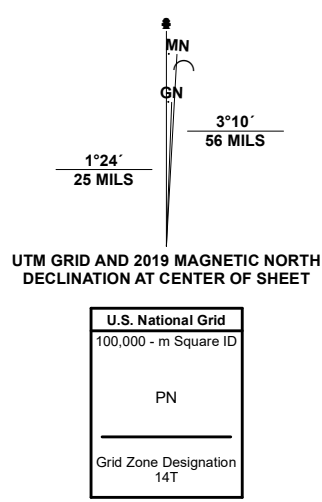 MN
GN
3°10´
56 MILS
1°24´
25 MILS
UTM GRID AND 2019 MAGNETIC NORTH
DECLINATION AT CENTER OF SHEET
U.S. National Grid
100,000 - m Square ID
PN
Grid Zone Designation
14T